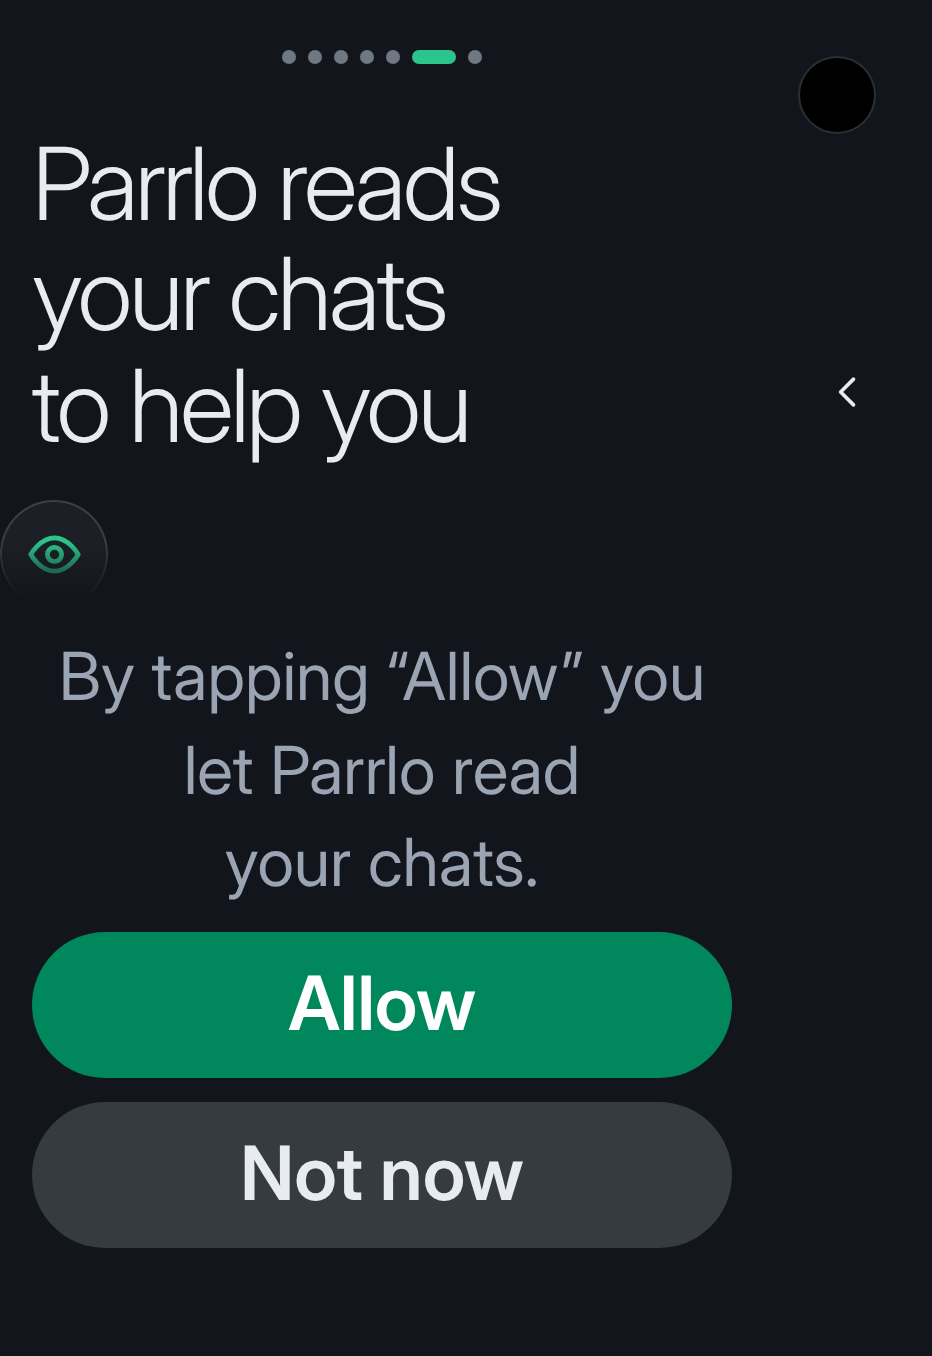 Parrlo reads
your chats
to help you
By tapping “Allow” you
let Parrlo read
your chats.
Allow
Not now